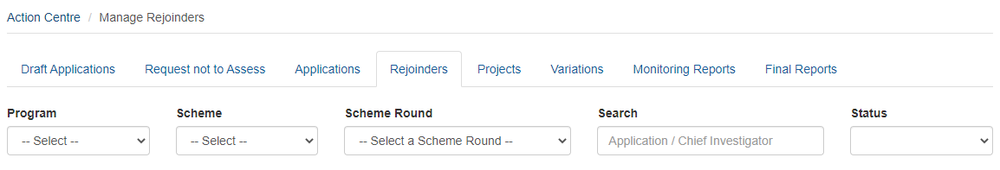 Action Centre / Manage Rejoinders
Draft Applications Request not to Assess Applications Rejoinders Projects Variations Monitoring Reports Final Reports
Program Scheme Scheme Round Search Status
-- Select -- -- Select -- -- Select a Scheme Round -- Application / Chief Investigator